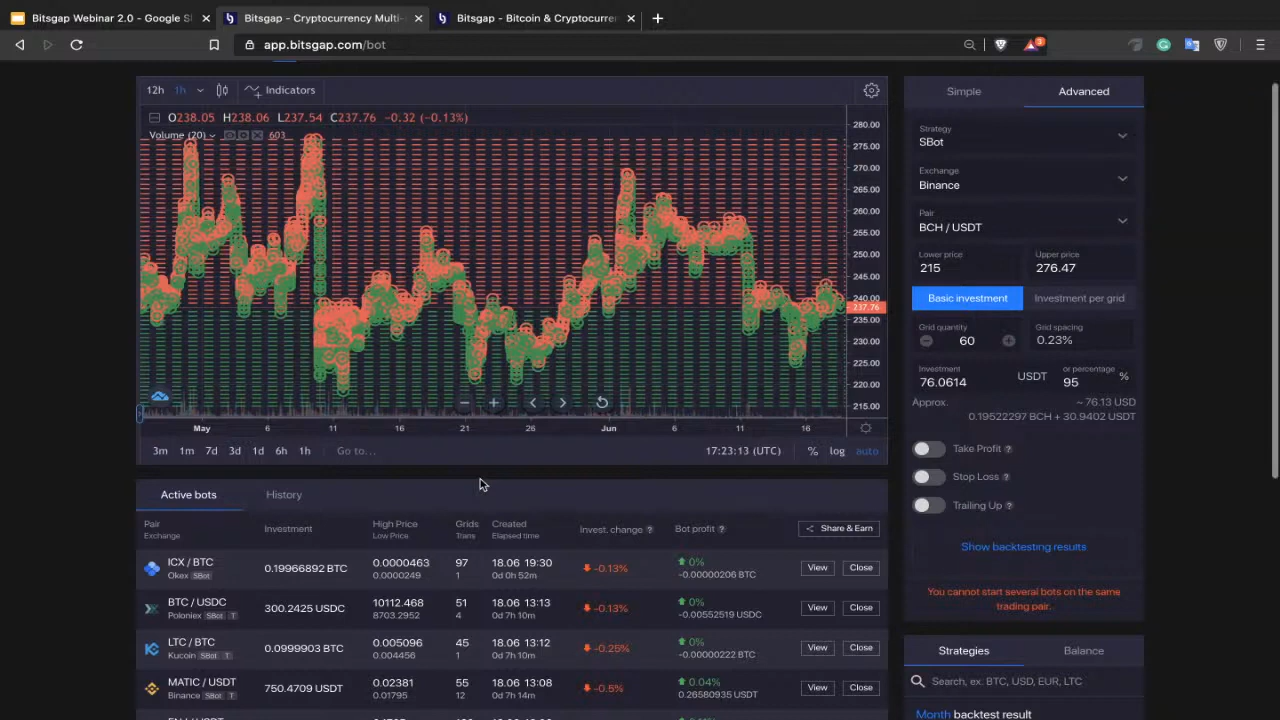 Bitsgap Webinar 2.0 - Google S
Bitsgap - Cryptocurrency Multi-
Bitsgap - Bitcoin & Cryptocurre
app.bitsgap.com/bot
3
12h 1h Indicators
O238.05 H238.06 L237.54 C237.76 -0.32 (-0.13%)
Volume (20) 603
280.00
275.00
270.00
265.00
260.00
255.00
250.00
245.00
240.00
237.76
235.00
230.00
225.00
220.00
215.00
May 6 11 16 21 26 Jun 6 11 16
3m 1m 7d 3d 1d 6h 1h Go to... 17:23:13 (UTC) % log auto
Simple Advanced
Strategy
SBot
Exchange
Binance
Pair
BCH / USDT
Lower price Upper price
215 276.47
Basic investment Investment per grid
Grid quantity Grid spacing
60 0.23%
Investment or percentage
76.0614 USDT 95 %
Approx. ~ 76.13 USD
0.19522297 BCH + 30.9402 USDT
Take Profit ?
Stop Loss ?
Trailing Up ?
Show backtesting results
You cannot start several bots on the same
trading pair.
Strategies Balance
Search, ex. BTC, USD, EUR, LTC
Month backtest result
Active bots History
Pair Investment High Price Grids Created Invest. change ? Bot profit ? Share & Earn
Exchange Low Price Trans Elapsed time
ICX / BTC 0.19966892 BTC 0.0000463 97 18.06 19:30 -0.13% 0% View Close
Okex SBot 0.0000249 1 0d 0h 52m -0.00000206 BTC
BTC / USDC 300.2425 USDC 10112.468 51 18.06 13:13 -0.13% 0% View Close
Poloniex SBot T 8703.2952 4 0d 7h 10m -0.00552519 USDC
LTC / BTC 0.0999903 BTC 0.005096 45 18.06 13:12 -0.25% 0% View Close
Kucoin SBot T 0.004456 1 0d 7h 10m -0.00000222 BTC
MATIC / USDT 750.4709 USDT 0.02381 55 18.06 13:08 -0.5% 0.04% View Close
Binance SBot T 0.01795 12 0d 7h 14m 0.26580935 USDT